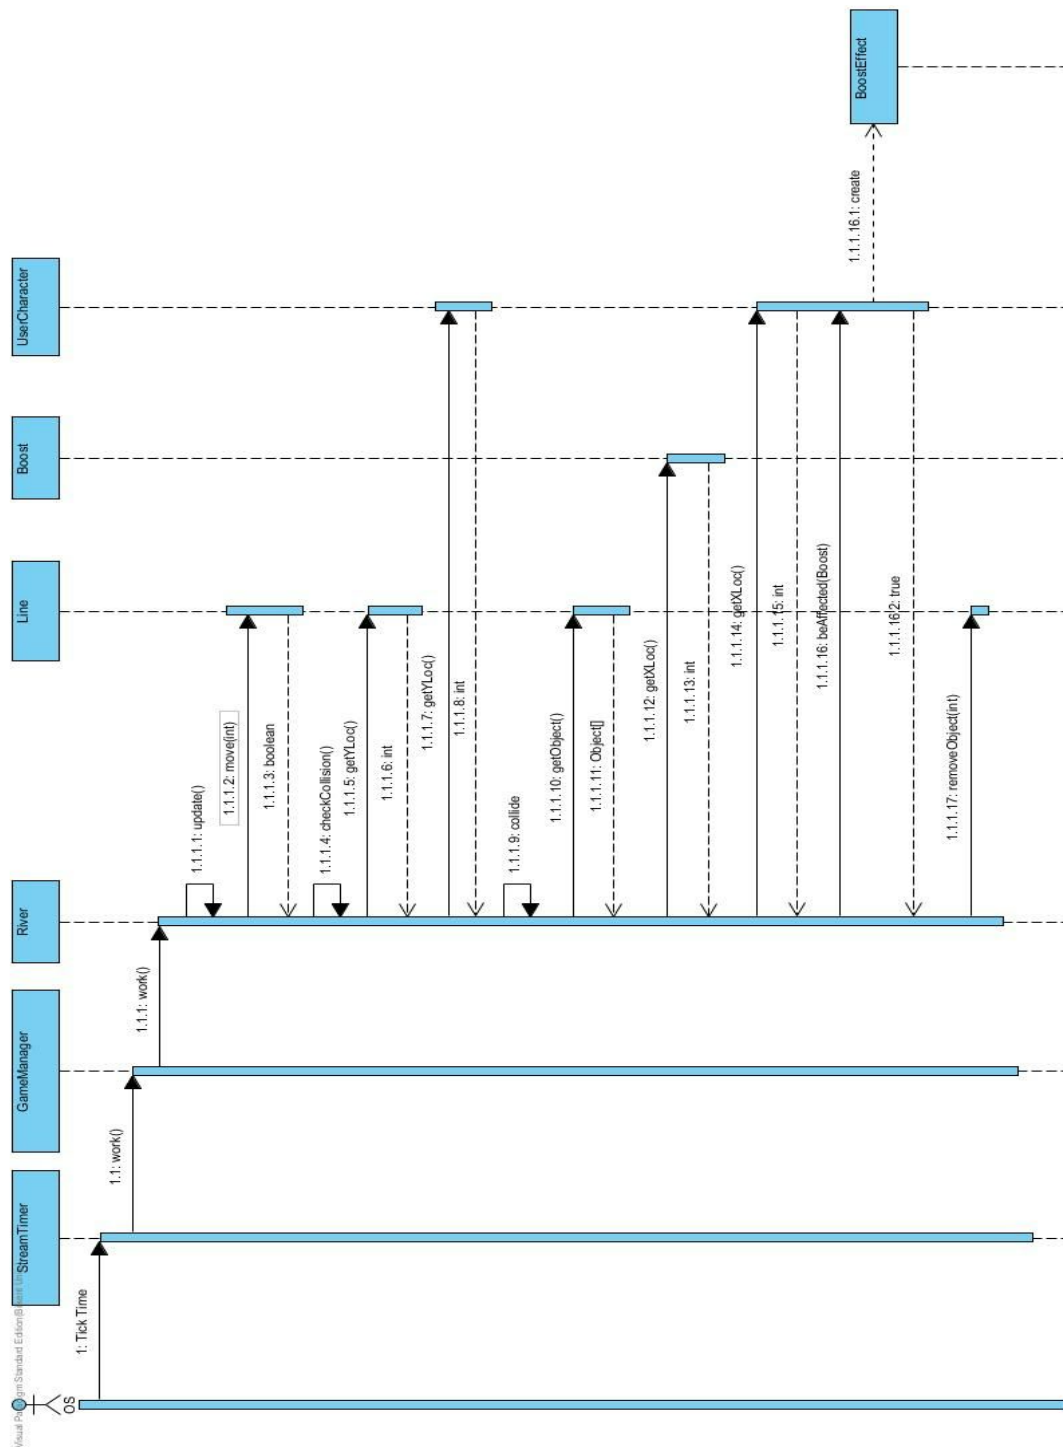 Visual Paradigm Standard Edition(Bilkent Un
OS
StreamTimer
GameManager
River
Line
Boost
UserCharacter
BoostEffect
1: Tick Time
1.1: work()
1.1.1: work()
1.1.1.1: update()
1.1.1.2: move(int)
1.1.1.3: boolean
1.1.1.4: checkCollision()
1.1.1.5: getYLoc()
1.1.1.6: int
1.1.1.7: getYLoc()
1.1.1.8: int
1.1.1.9: collide
1.1.1.10: getObject()
1.1.1.11: Object[]
1.1.1.12: getXLoc()
1.1.1.13: int
1.1.1.14: getXLoc()
1.1.1.15: int
1.1.1.16: beAffected(Boost)
1.1.1.16.1: create
1.1.1.16.2: true
1.1.1.17: removeObject(int)